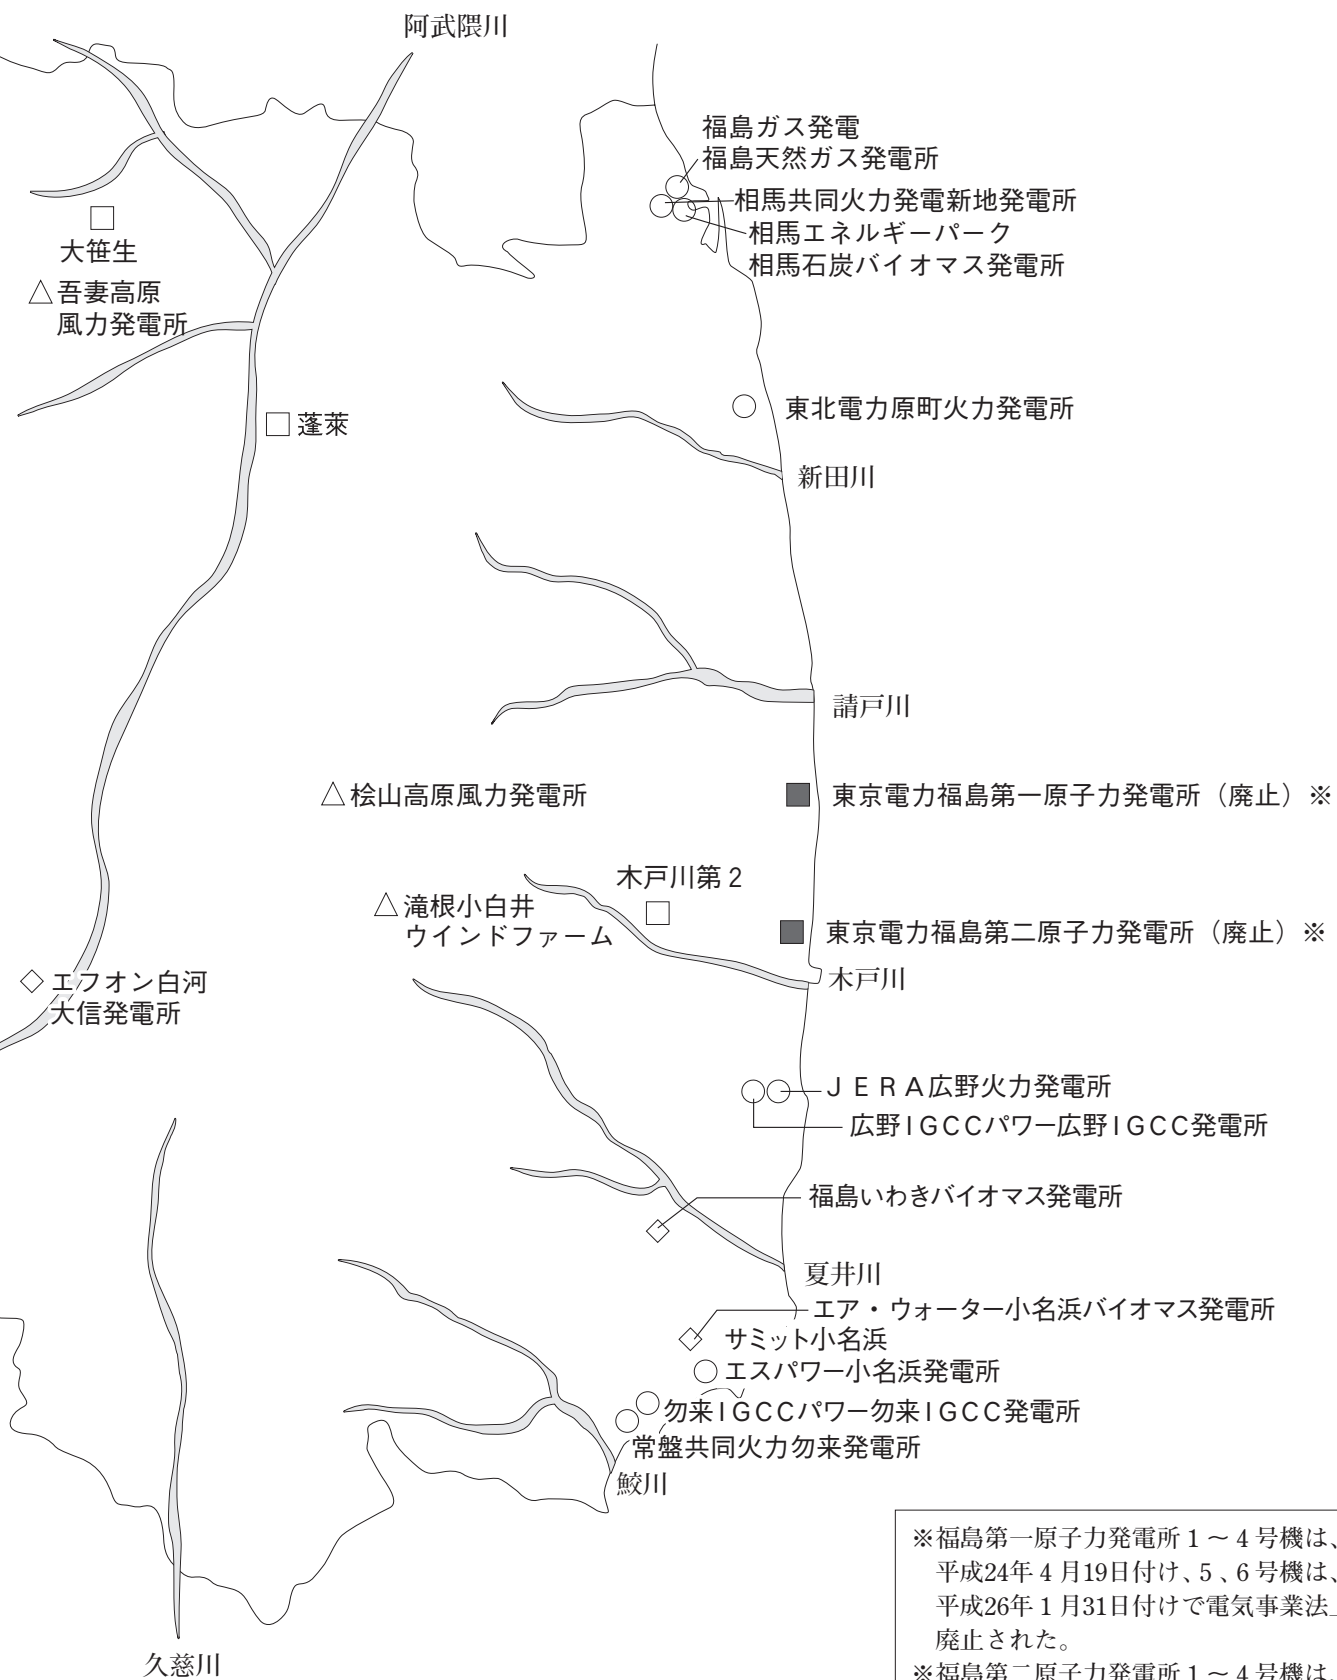 阿武隈川
福島ガス発電
福島天然ガス発電所
相馬共同火力発電新地発電所
相馬エネルギーパーク
相馬石炭バイオマス発電所
大笹生
吾妻高原
風力発電所
東北電力原町火力発電所
蓬莱
新田川
請戸川
桧山高原風力発電所
東京電力福島第一原子力発電所（廃止）※
木戸川第2
滝根小白井
ウインドファーム
東京電力福島第二原子力発電所（廃止）※
木戸川
エフオン白河
大信発電所
ＪＥＲＡ広野火力発電所
広野IGCCパワー広野IGCC発電所
福島いわきバイオマス発電所
夏井川
エア・ウォーター小名浜バイオマス発電所
サミット小名浜
エスパワー小名浜発電所
勿来IGCCパワー勿来IGCC発電所
常盤共同火力勿来発電所
鮫川
※福島第一原子力発電所1～4号機は、
平成24年4月19日付け、5、6号機は、
平成26年1月31日付けで電気事業法上
廃止された。
※福島第二原子力発電所1～4号機は、
久慈川